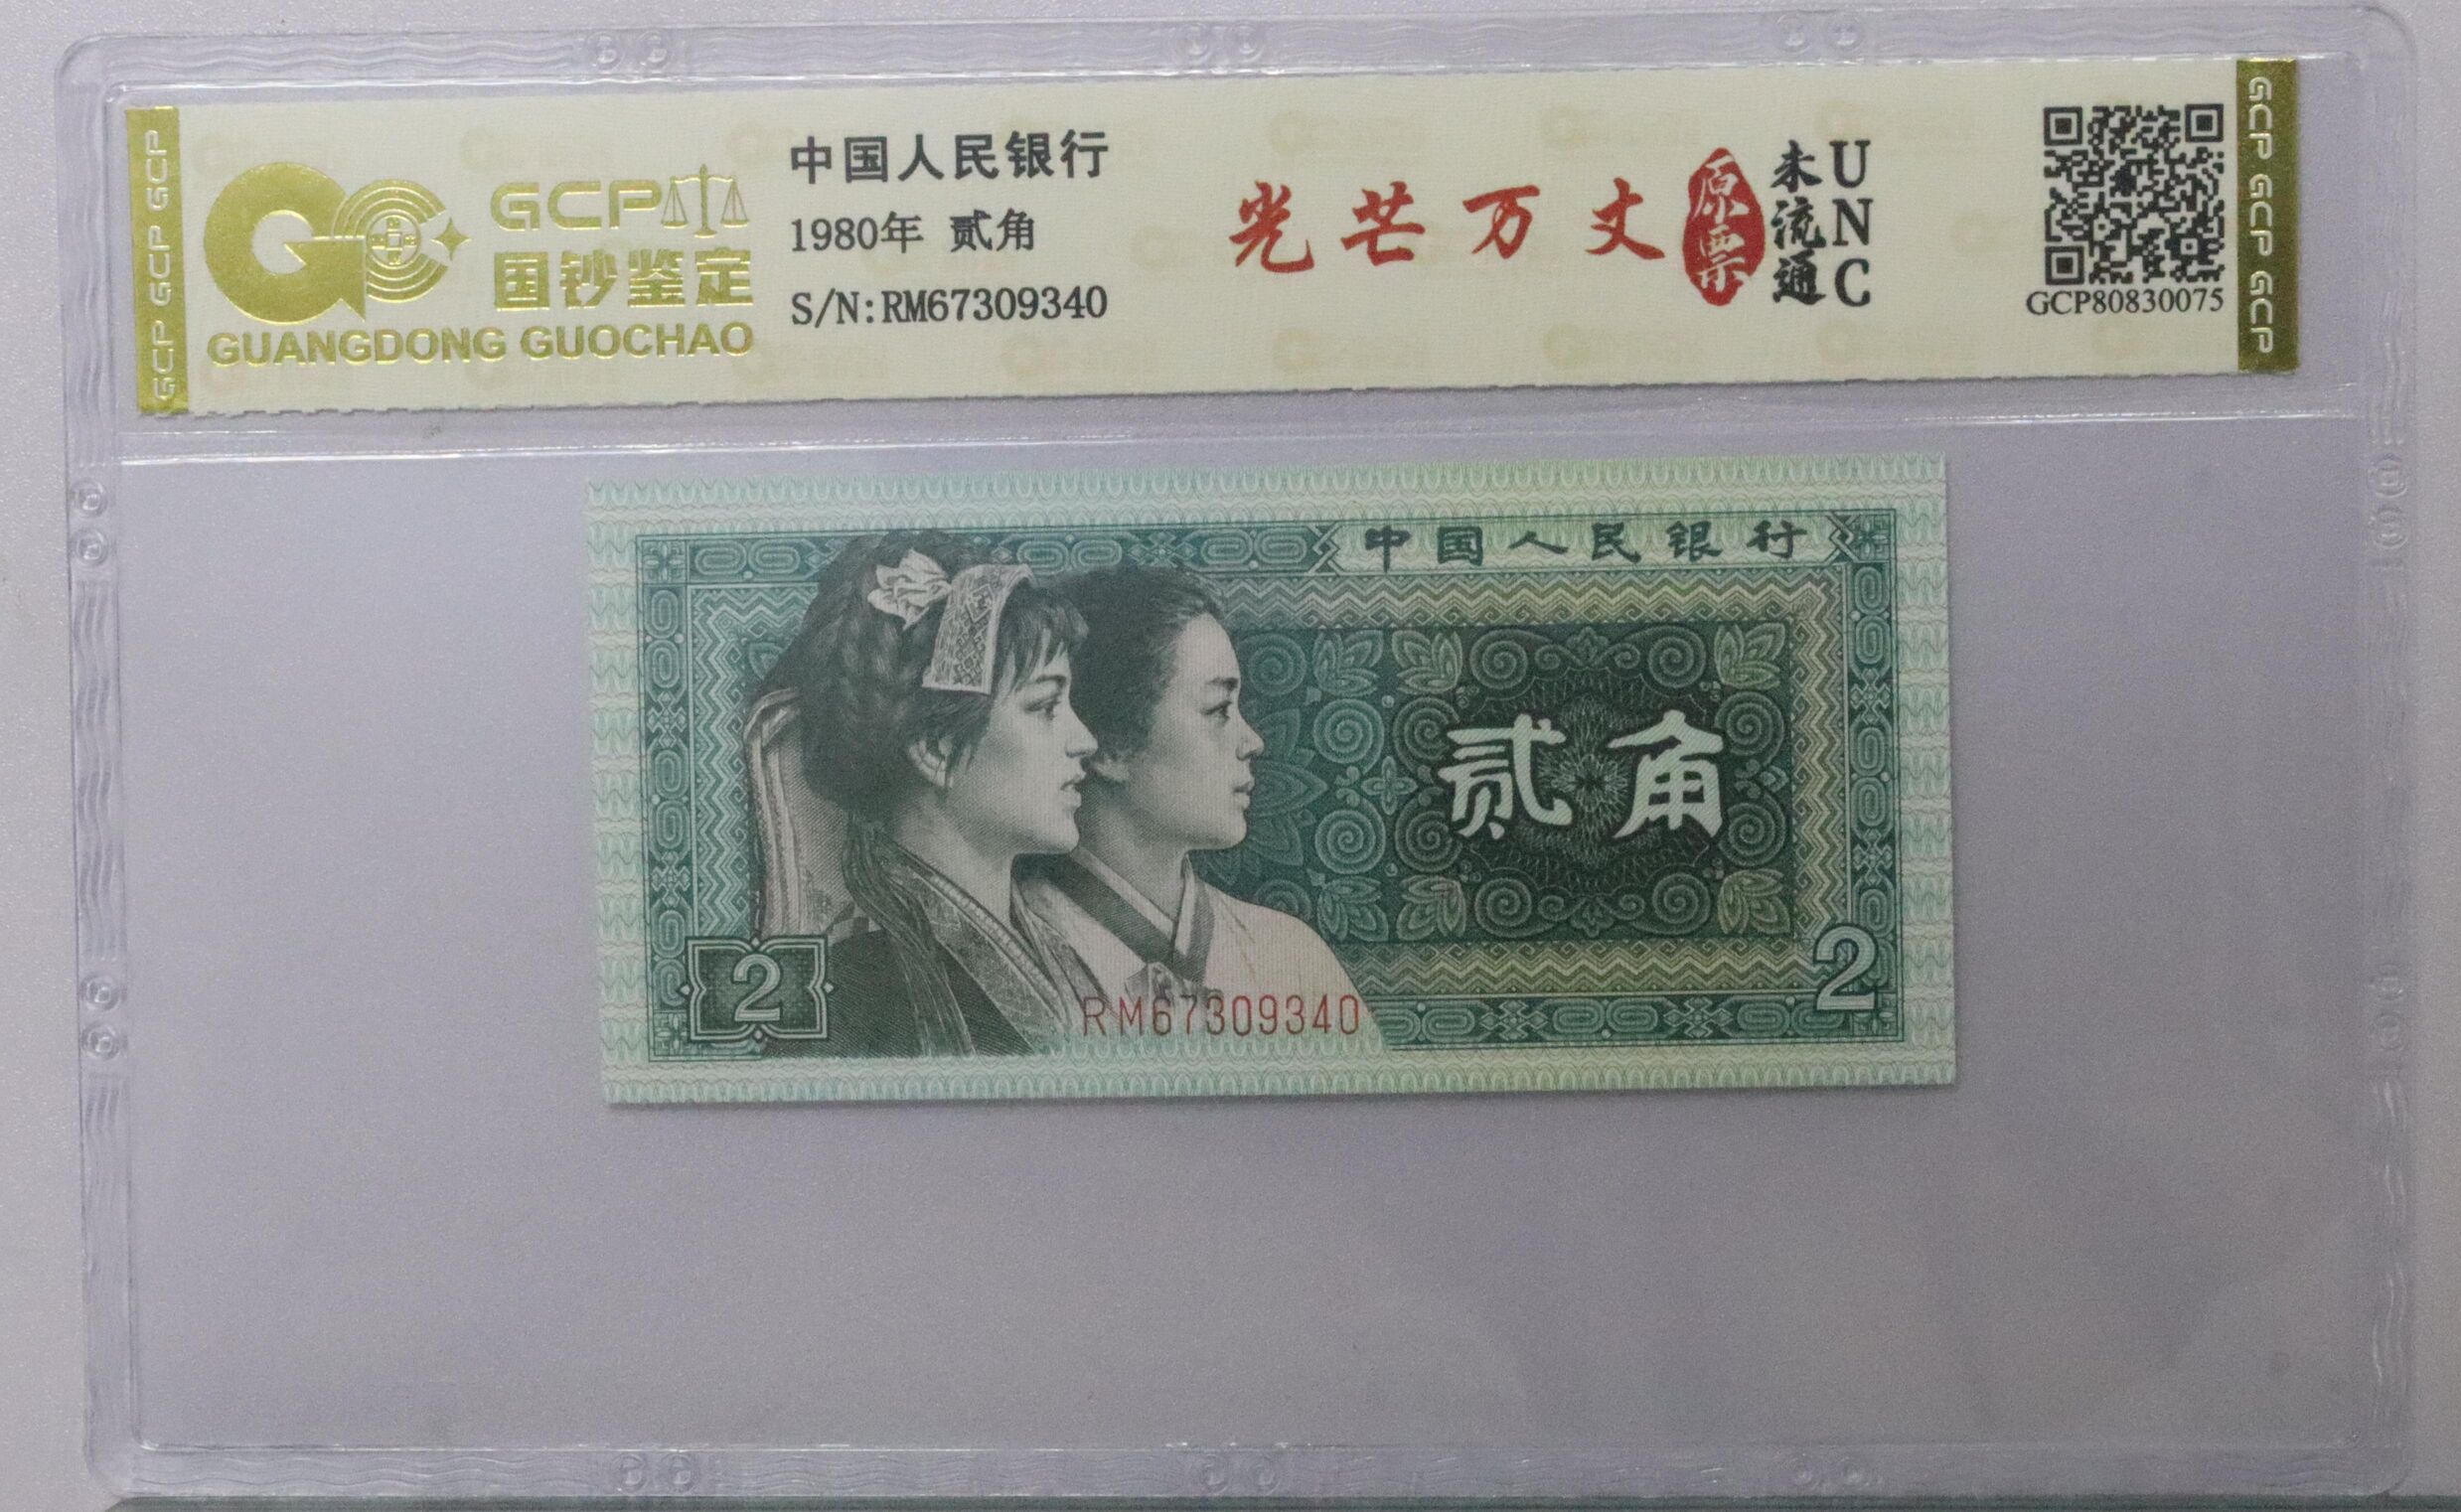 GCP GCP GCP
GCP
国钞鉴定
GUANGDONG GUOCHAO
中国人民银行
1980年 贰角
S/N:RM67309340
光芒万丈
原票
未流通
UNC
GCP80830075
GCP GCP GCP
中国人民银行
贰角
2
2
RM67309340